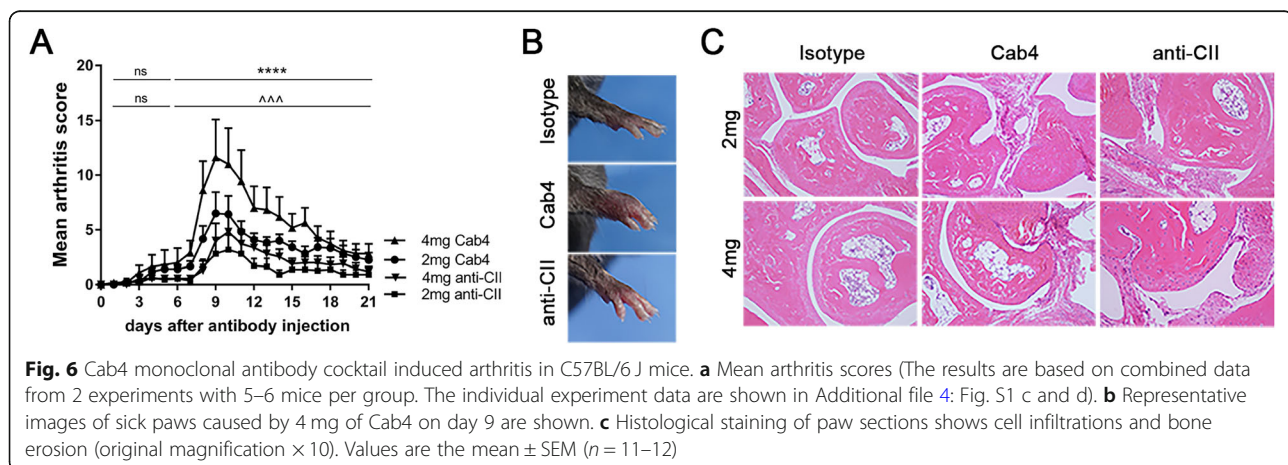 A
B
C
Isotype
Cab4
anti-CII
Mean arthritis score
20
15
10
5
0
ns
****
ns
^^^
0
3
6
9
12
15
18
21
days after antibody injection
4mg Cab4
2mg Cab4
4mg anti-CII
2mg anti-CII
Isotype
Cab4
anti-CII
2mg
4mg
Fig. 6 Cab4 monoclonal antibody cocktail induced arthritis in C57BL/6 J mice. a Mean arthritis scores (The results are based on combined data
from 2 experiments with 5–6 mice per group. The individual experiment data are shown in Additional file 4: Fig. S1 c and d). b Representative
images of sick paws caused by 4 mg of Cab4 on day 9 are shown. c Histological staining of paw sections shows cell infiltrations and bone
erosion (original magnification × 10). Values are the mean ± SEM (n = 11–12)